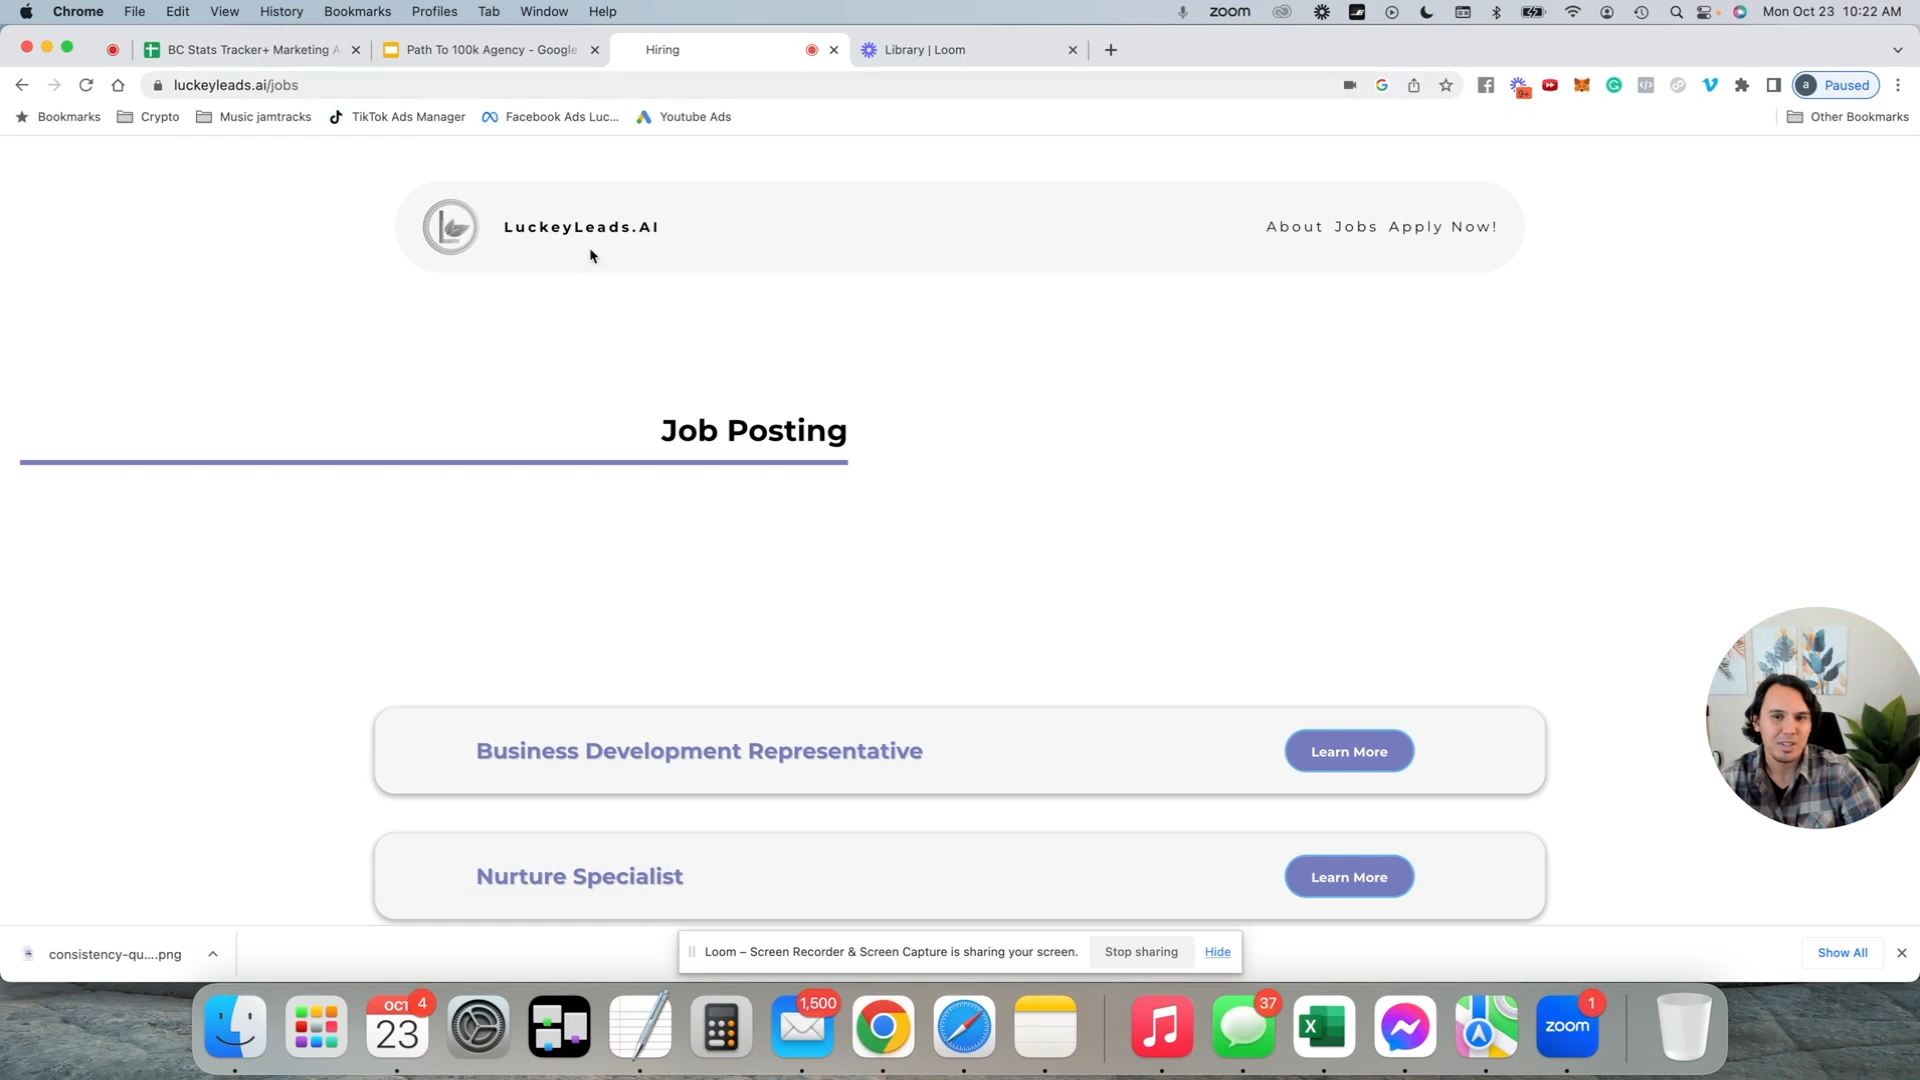 Chrome File Edit View History Bookmarks Profiles Tab Window Help zoom Mon Oct 23 10:22 AM
BC Stats Tracker+ Marketing A Path To 100k Agency - Google Hiring Library | Loom
luckeyleads.ai/jobs 9+ a Paused
Bookmarks Crypto Music jamtracks TikTok Ads Manager Facebook Ads Luc... Youtube Ads Other Bookmarks
LuckeyLeads.AI About Jobs Apply Now!
Job Posting
Business Development Representative Learn More
Nurture Specialist Learn More
consistency-qu....png Loom – Screen Recorder & Screen Capture is sharing your screen. Stop sharing Hide Show All
OCT 4 1,500 37 1
23 zoom